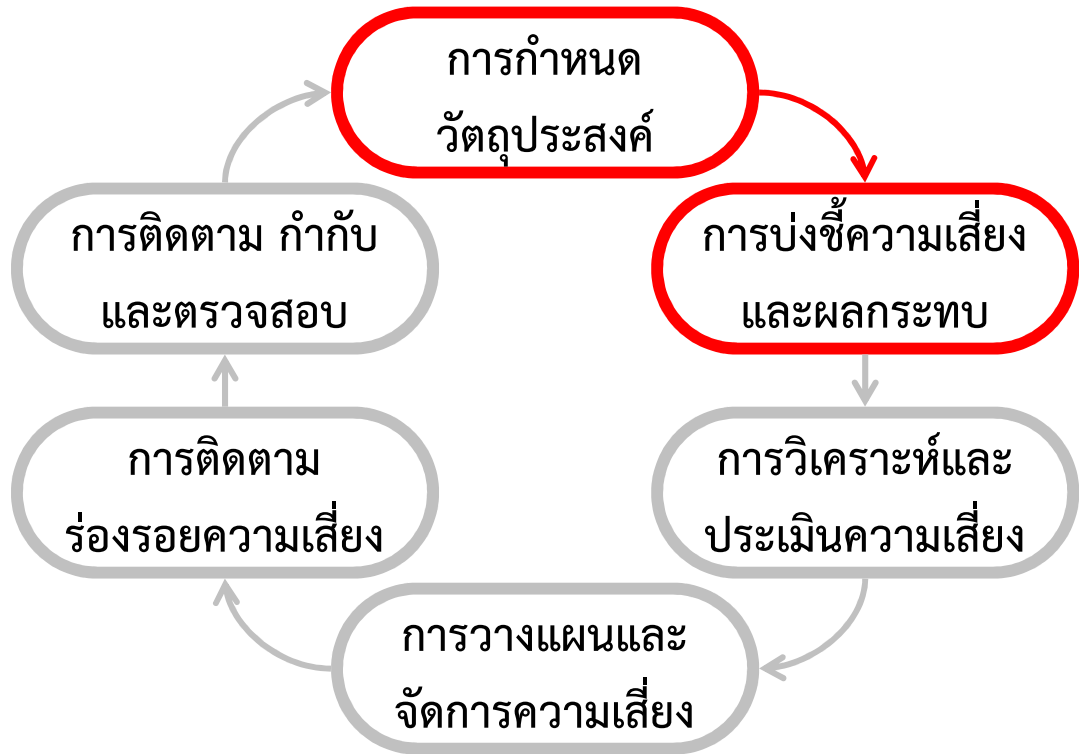 การกำหนด
วัตถุประสงค์
การบ่งชี้ความเสี่ยง
และผลกระทบ
การวิเคราะห์และ
ประเมินความเสี่ยง
การวางแผนและ
จัดการความเสี่ยง
การติดตาม
ร่องรอยความเสี่ยง
การติดตาม กำกับ
และตรวจสอบ